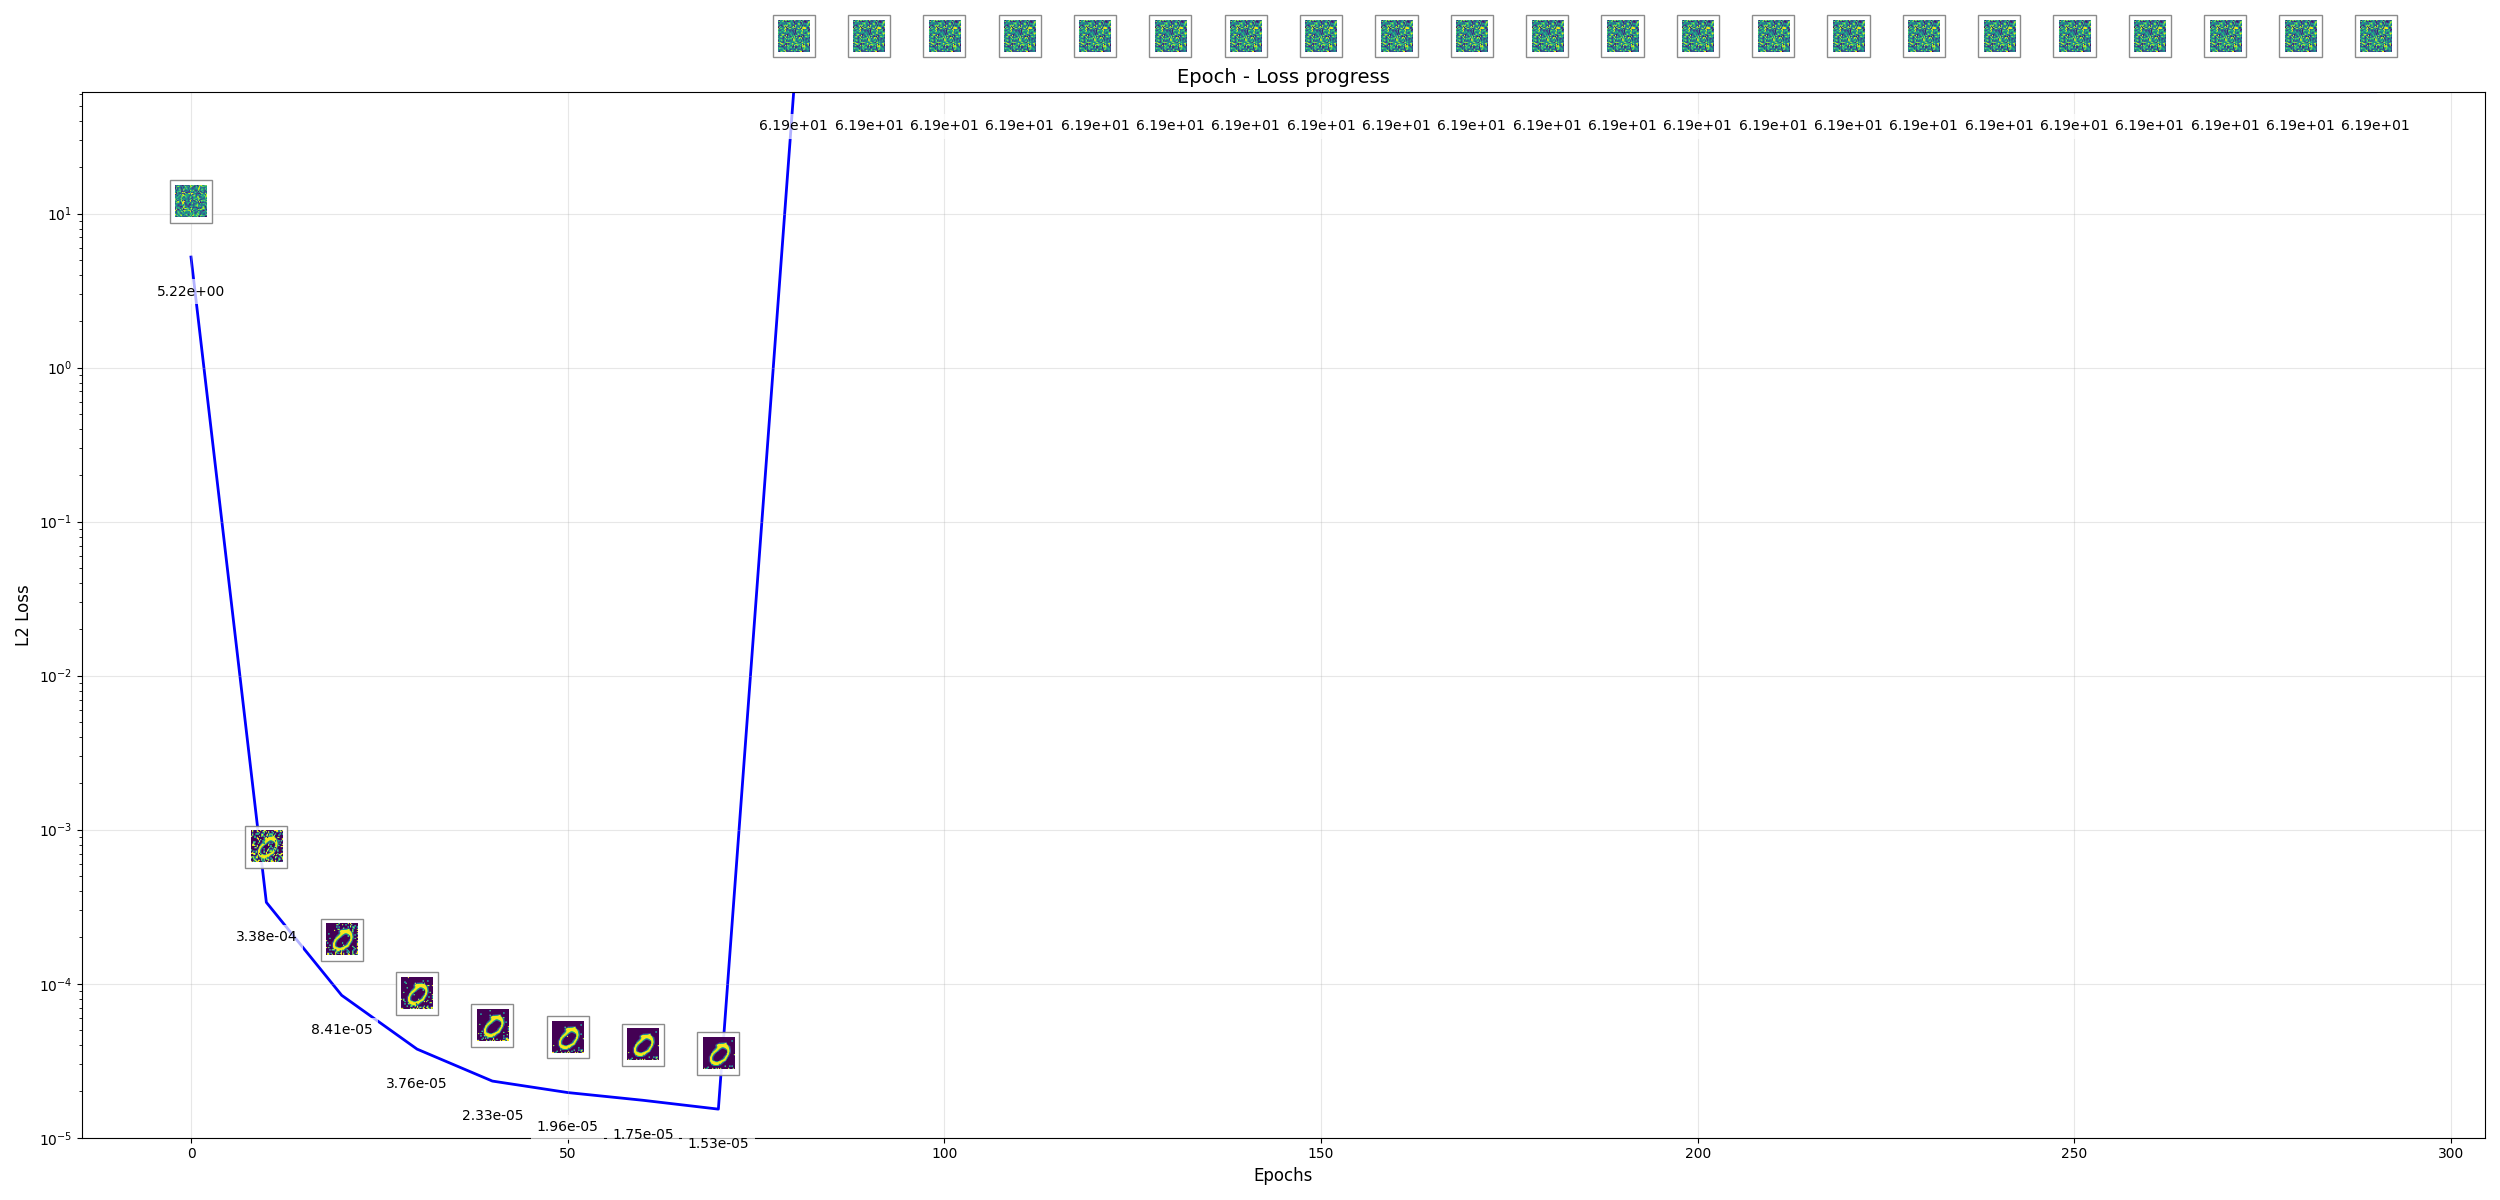 Epoch - Loss progress
6.19e+01 6.19e+01 6.19e+01 6.19e+01 6.19e+01 6.19e+01 6.19e+01 6.19e+01 6.19e+01 6.19e+01 6.19e+01 6.19e+01 6.19e+01 6.19e+01 6.19e+01 6.19e+01 6.19e+01 6.19e+01 6.19e+01 6.19e+01 6.19e+01 6.19e+01
10¹
5.22e+00
10⁰
10⁻¹
L2 Loss
10⁻²
10⁻³
3.38e-04
10⁻⁴
8.41e-05
3.76e-05
2.33e-05
1.96e-05
1.75e-05
1.53e-05
10⁻⁵
0 50 100 150 200 250 300
Epochs